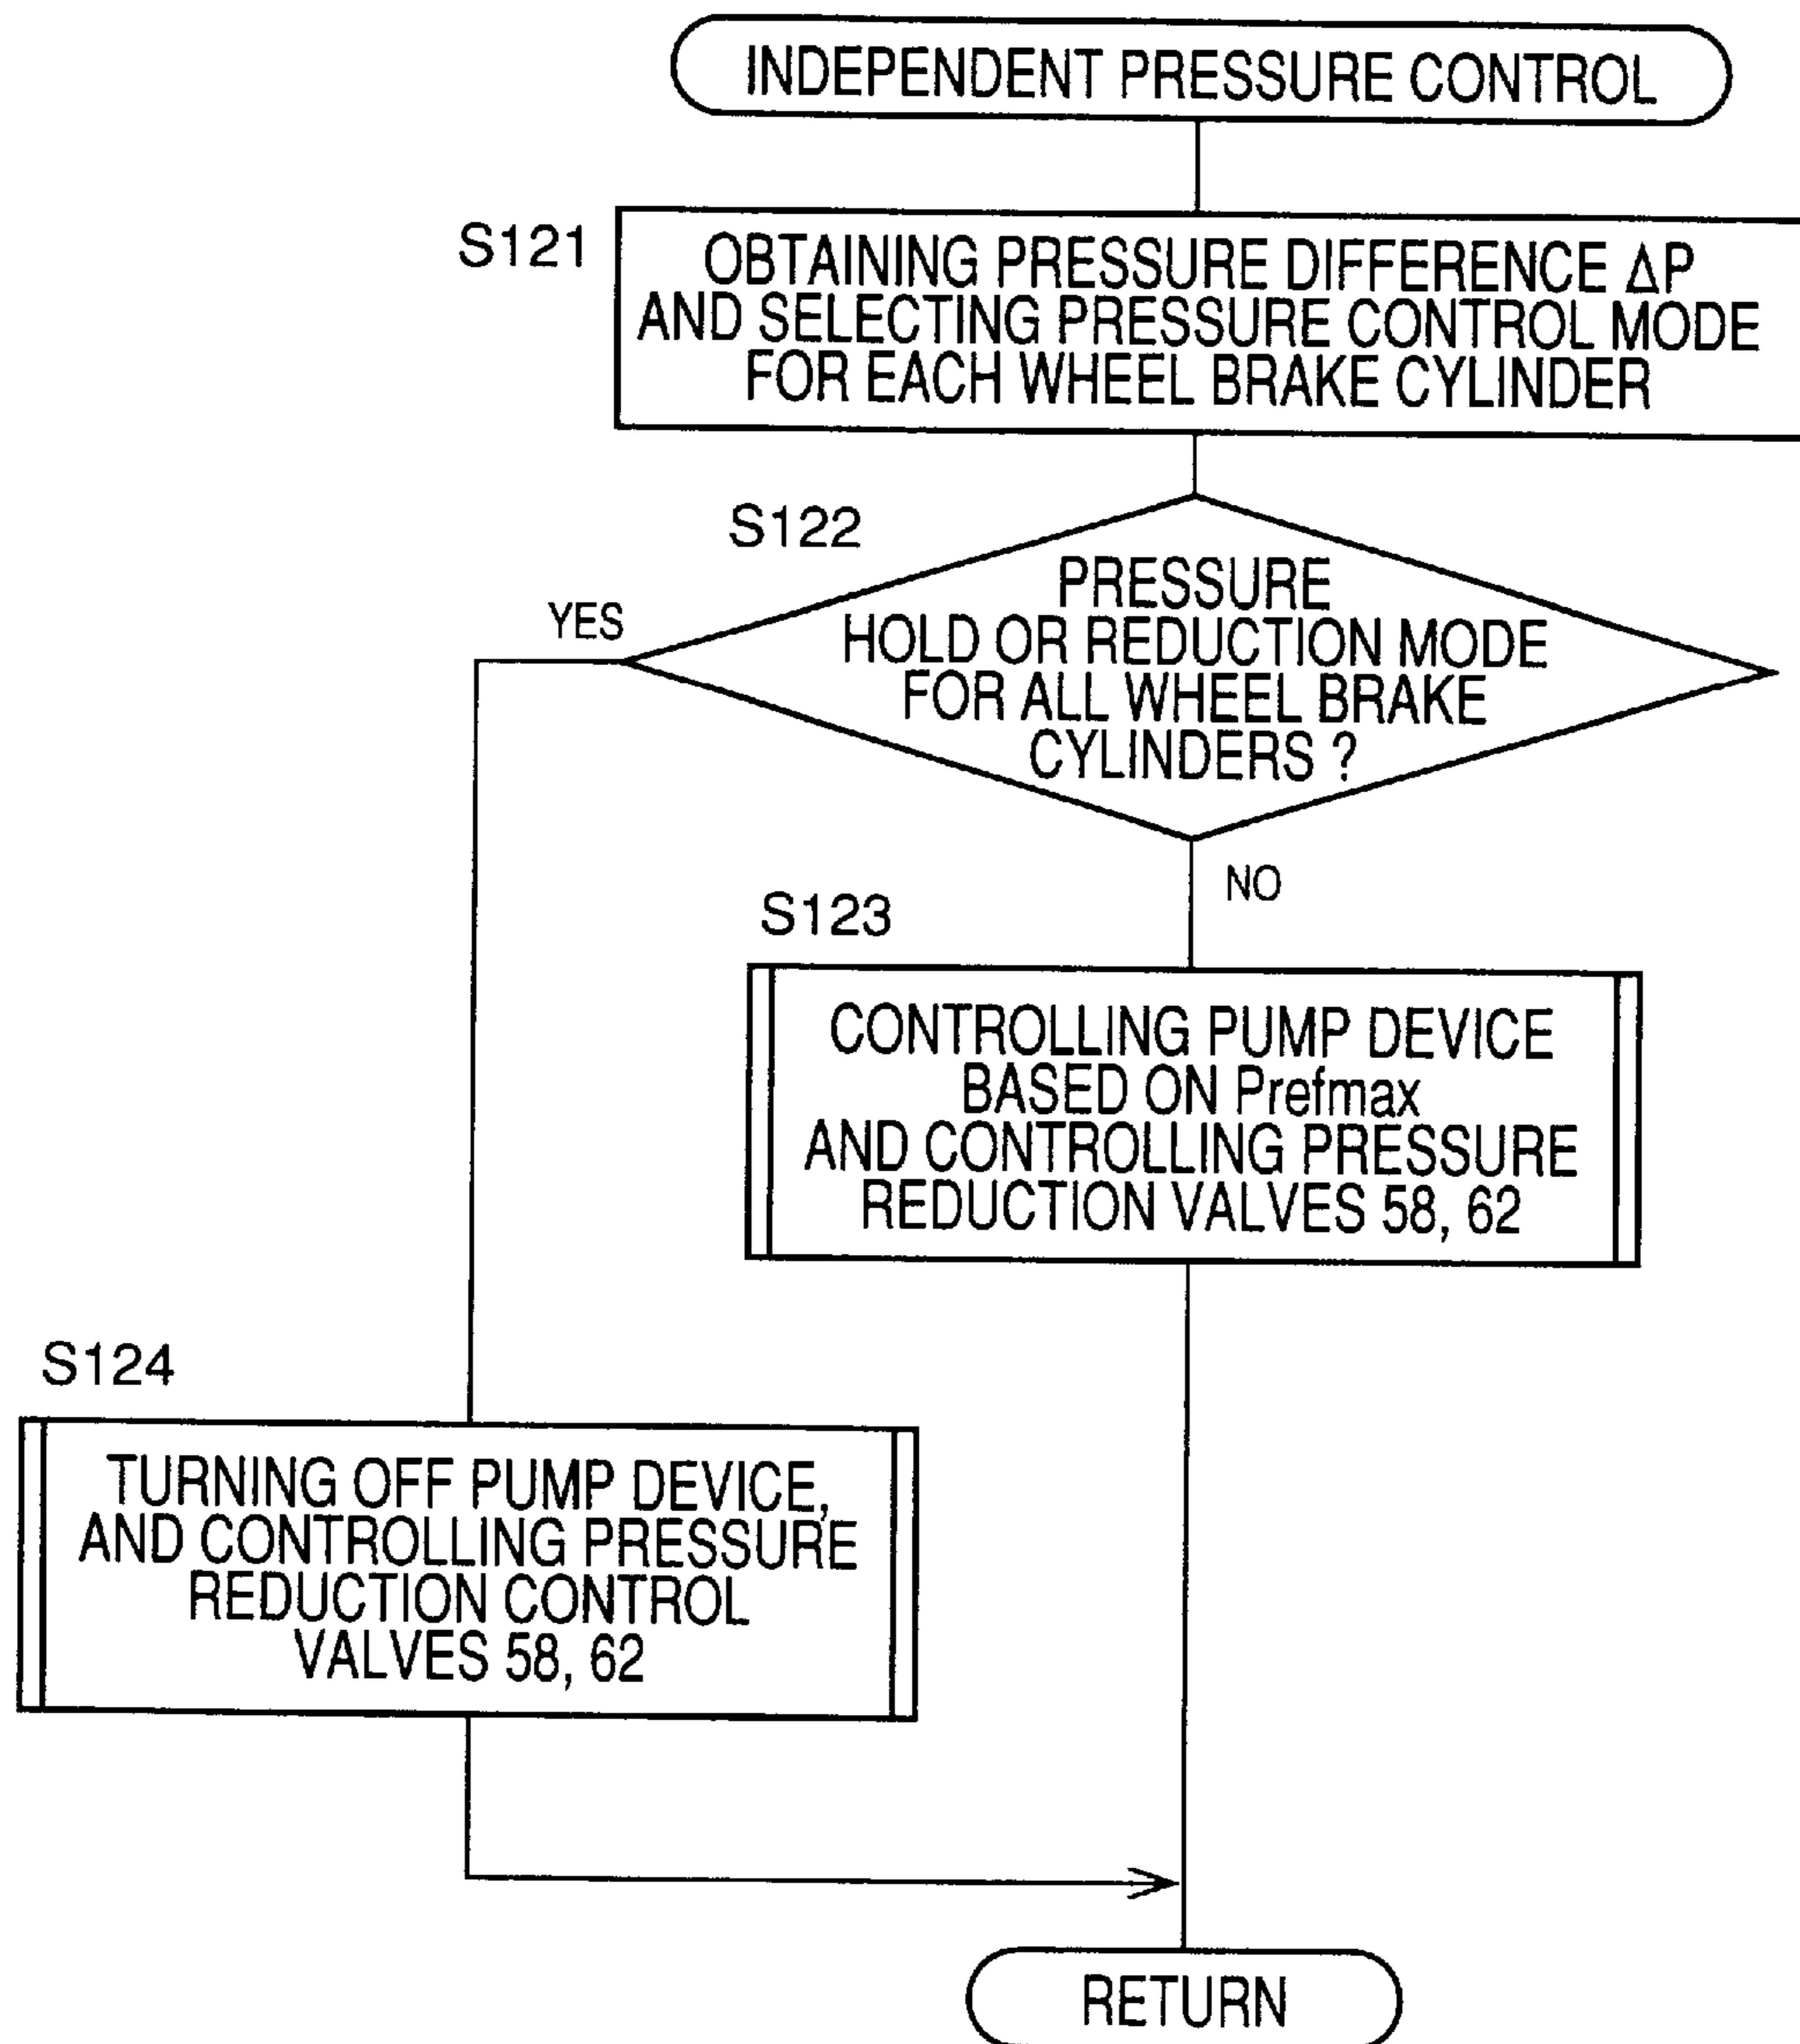 INDEPENDENT PRESSURE CONTROL
S121
OBTAINING PRESSURE DIFFERENCE ΔP
AND SELECTING PRESSURE CONTROL MODE
FOR EACH WHEEL BRAKE CYLINDER
S122
PRESSURE
HOLD OR REDUCTION MODE
FOR ALL WHEEL BRAKE
CYLINDERS ?
YES
NO
S123
CONTROLLING PUMP DEVICE
BASED ON Prefmax
AND CONTROLLING PRESSURE
REDUCTION VALVES 58, 62
S124
TURNING OFF PUMP DEVICE,
AND CONTROLLING PRESSURE
REDUCTION CONTROL
VALVES 58, 62
RETURN